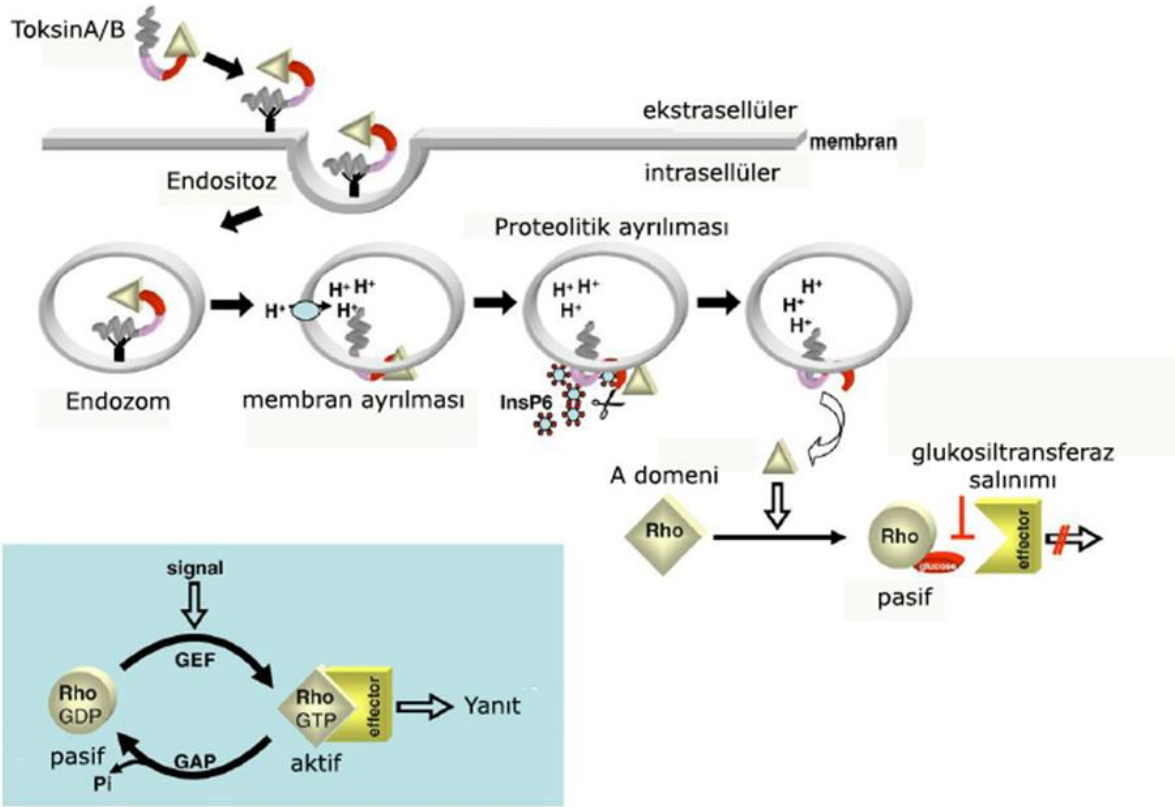 ToksinA/B
ekstrasellüler
membran
intrasellüler
Endositoz
Proteolitik ayrılıması
H⁺
H⁺ H⁺
H⁺
H⁺ H⁺
H⁺
H⁺
H⁺
H⁺
Endozom
membran ayrılması
InsP6
A domeni
glukosiltransferaz
salınımı
Rho
Rho
glucose
effector
pasif
signal
GEF
Rho
GDP
pasif
Rho
GTP
effector
aktif
Yanıt
GAP
Pi